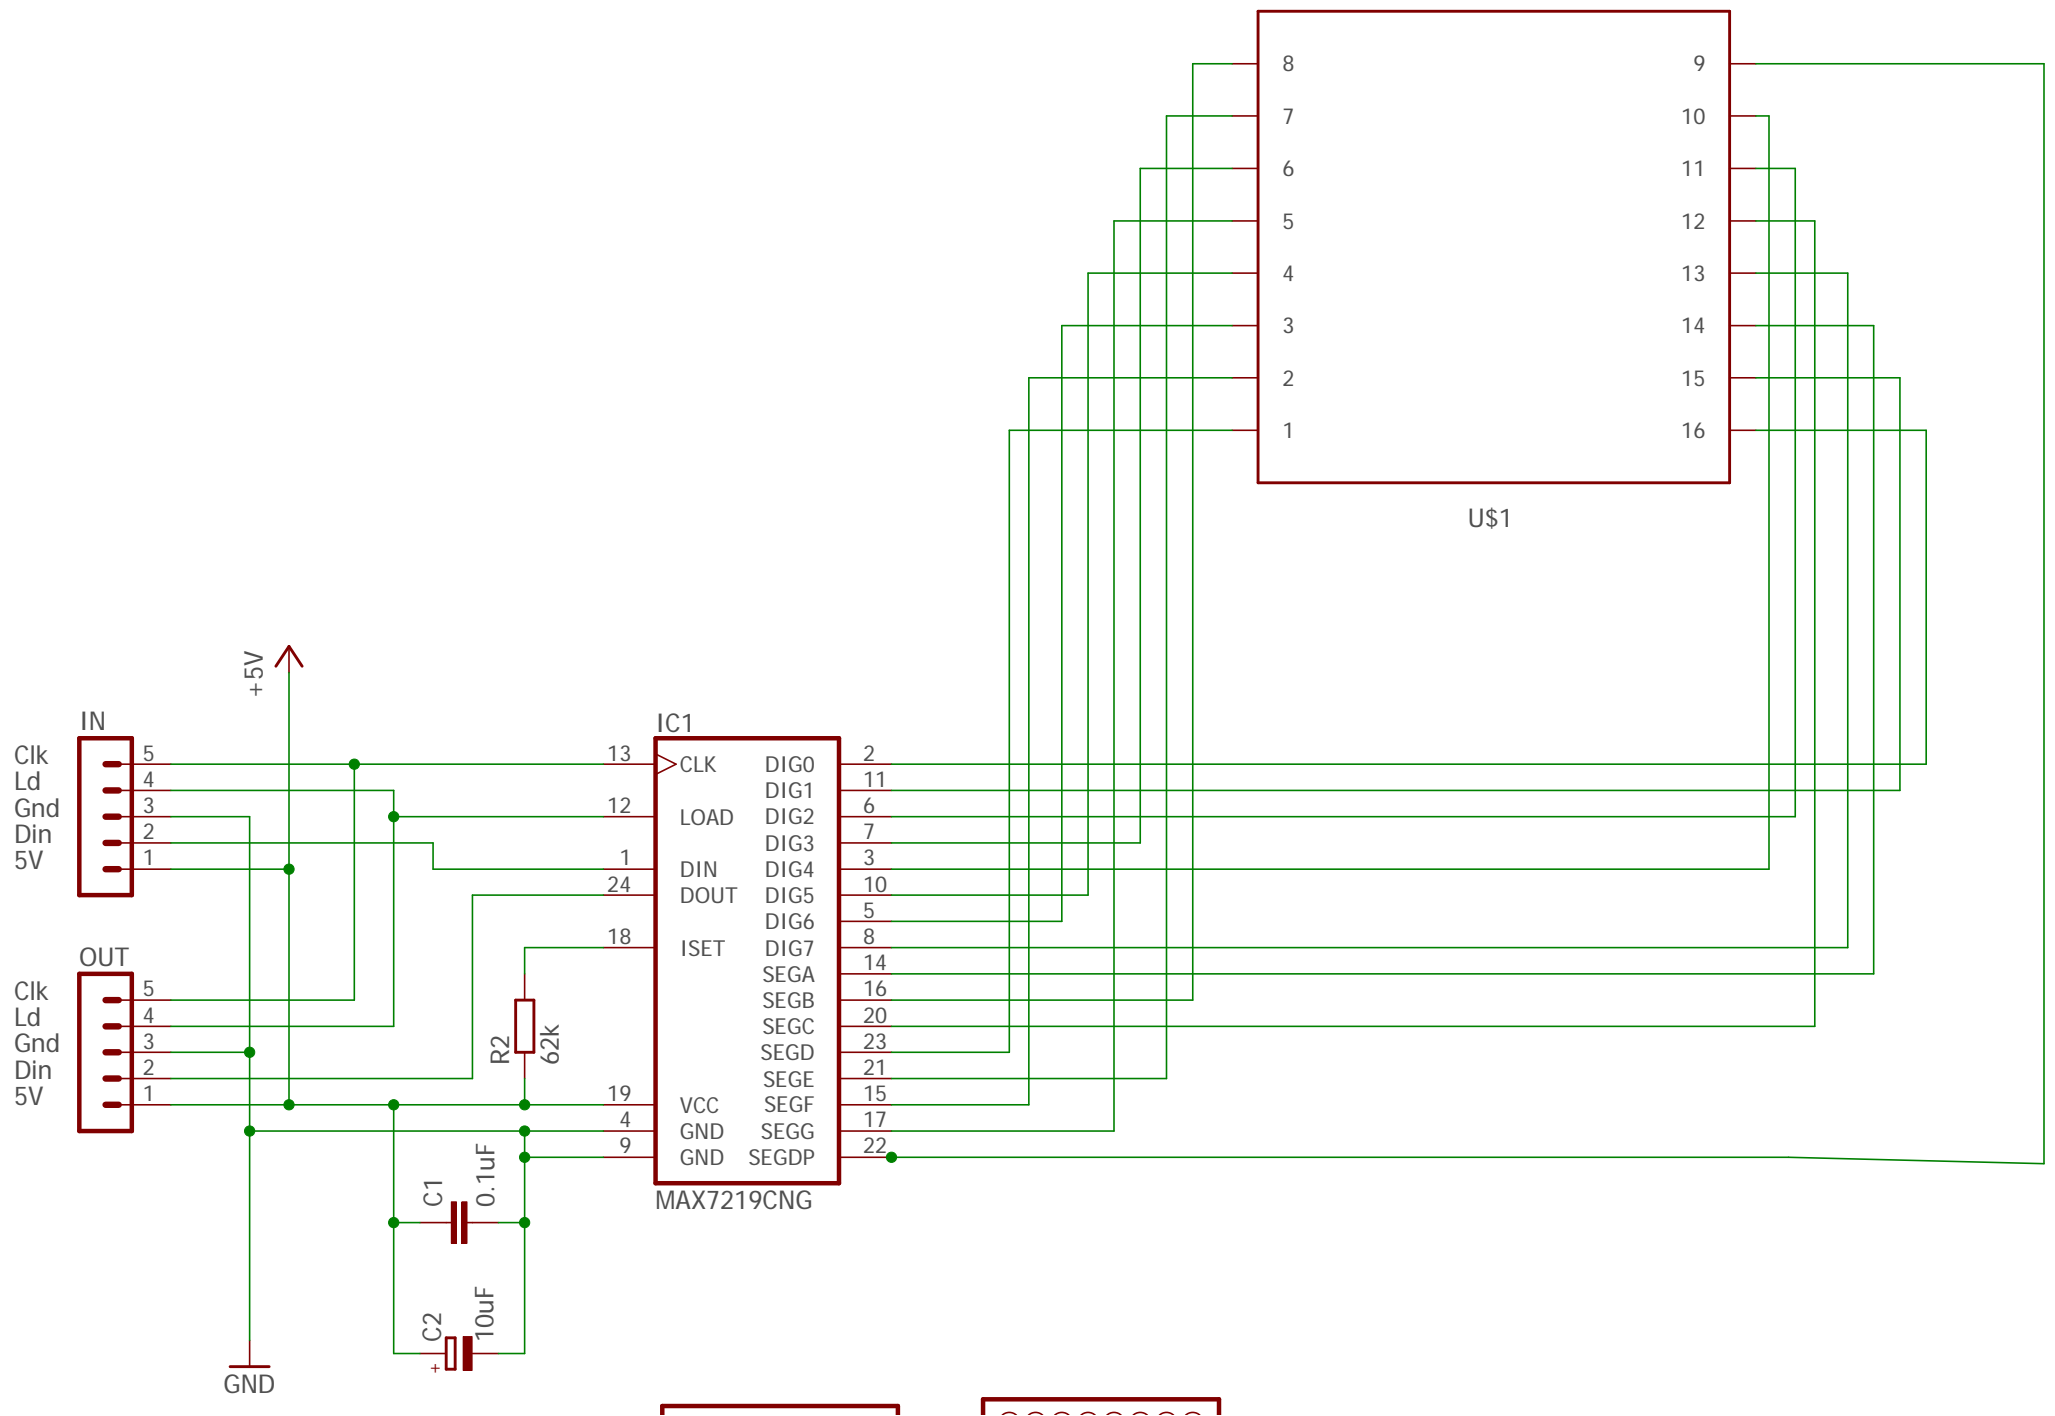 8 9
7 10
6 11
5 12
4 13
3 14
2 15
1 16
U$1
+5V
IN
Clk 5
Ld 4
Gnd 3
Din 2
5V 1
OUT
Clk 5
Ld 4
Gnd 3
Din 2
5V 1
GND
R2
62k
C1
0.1uF
C2
10uF
+
IC1
13 CLK DIG0 2
DIG1 11
12 LOAD DIG2 6
DIG3 7
1 DIN DIG4 3
24 DOUT DIG5 10
DIG6 5
18 ISET DIG7 8
SEGA 14
SEGB 16
SEGC 20
SEGD 23
SEGE 21
19 VCC SEGF 15
4 GND SEGG 17
9 GND SEGDP 22
MAX7219CNG